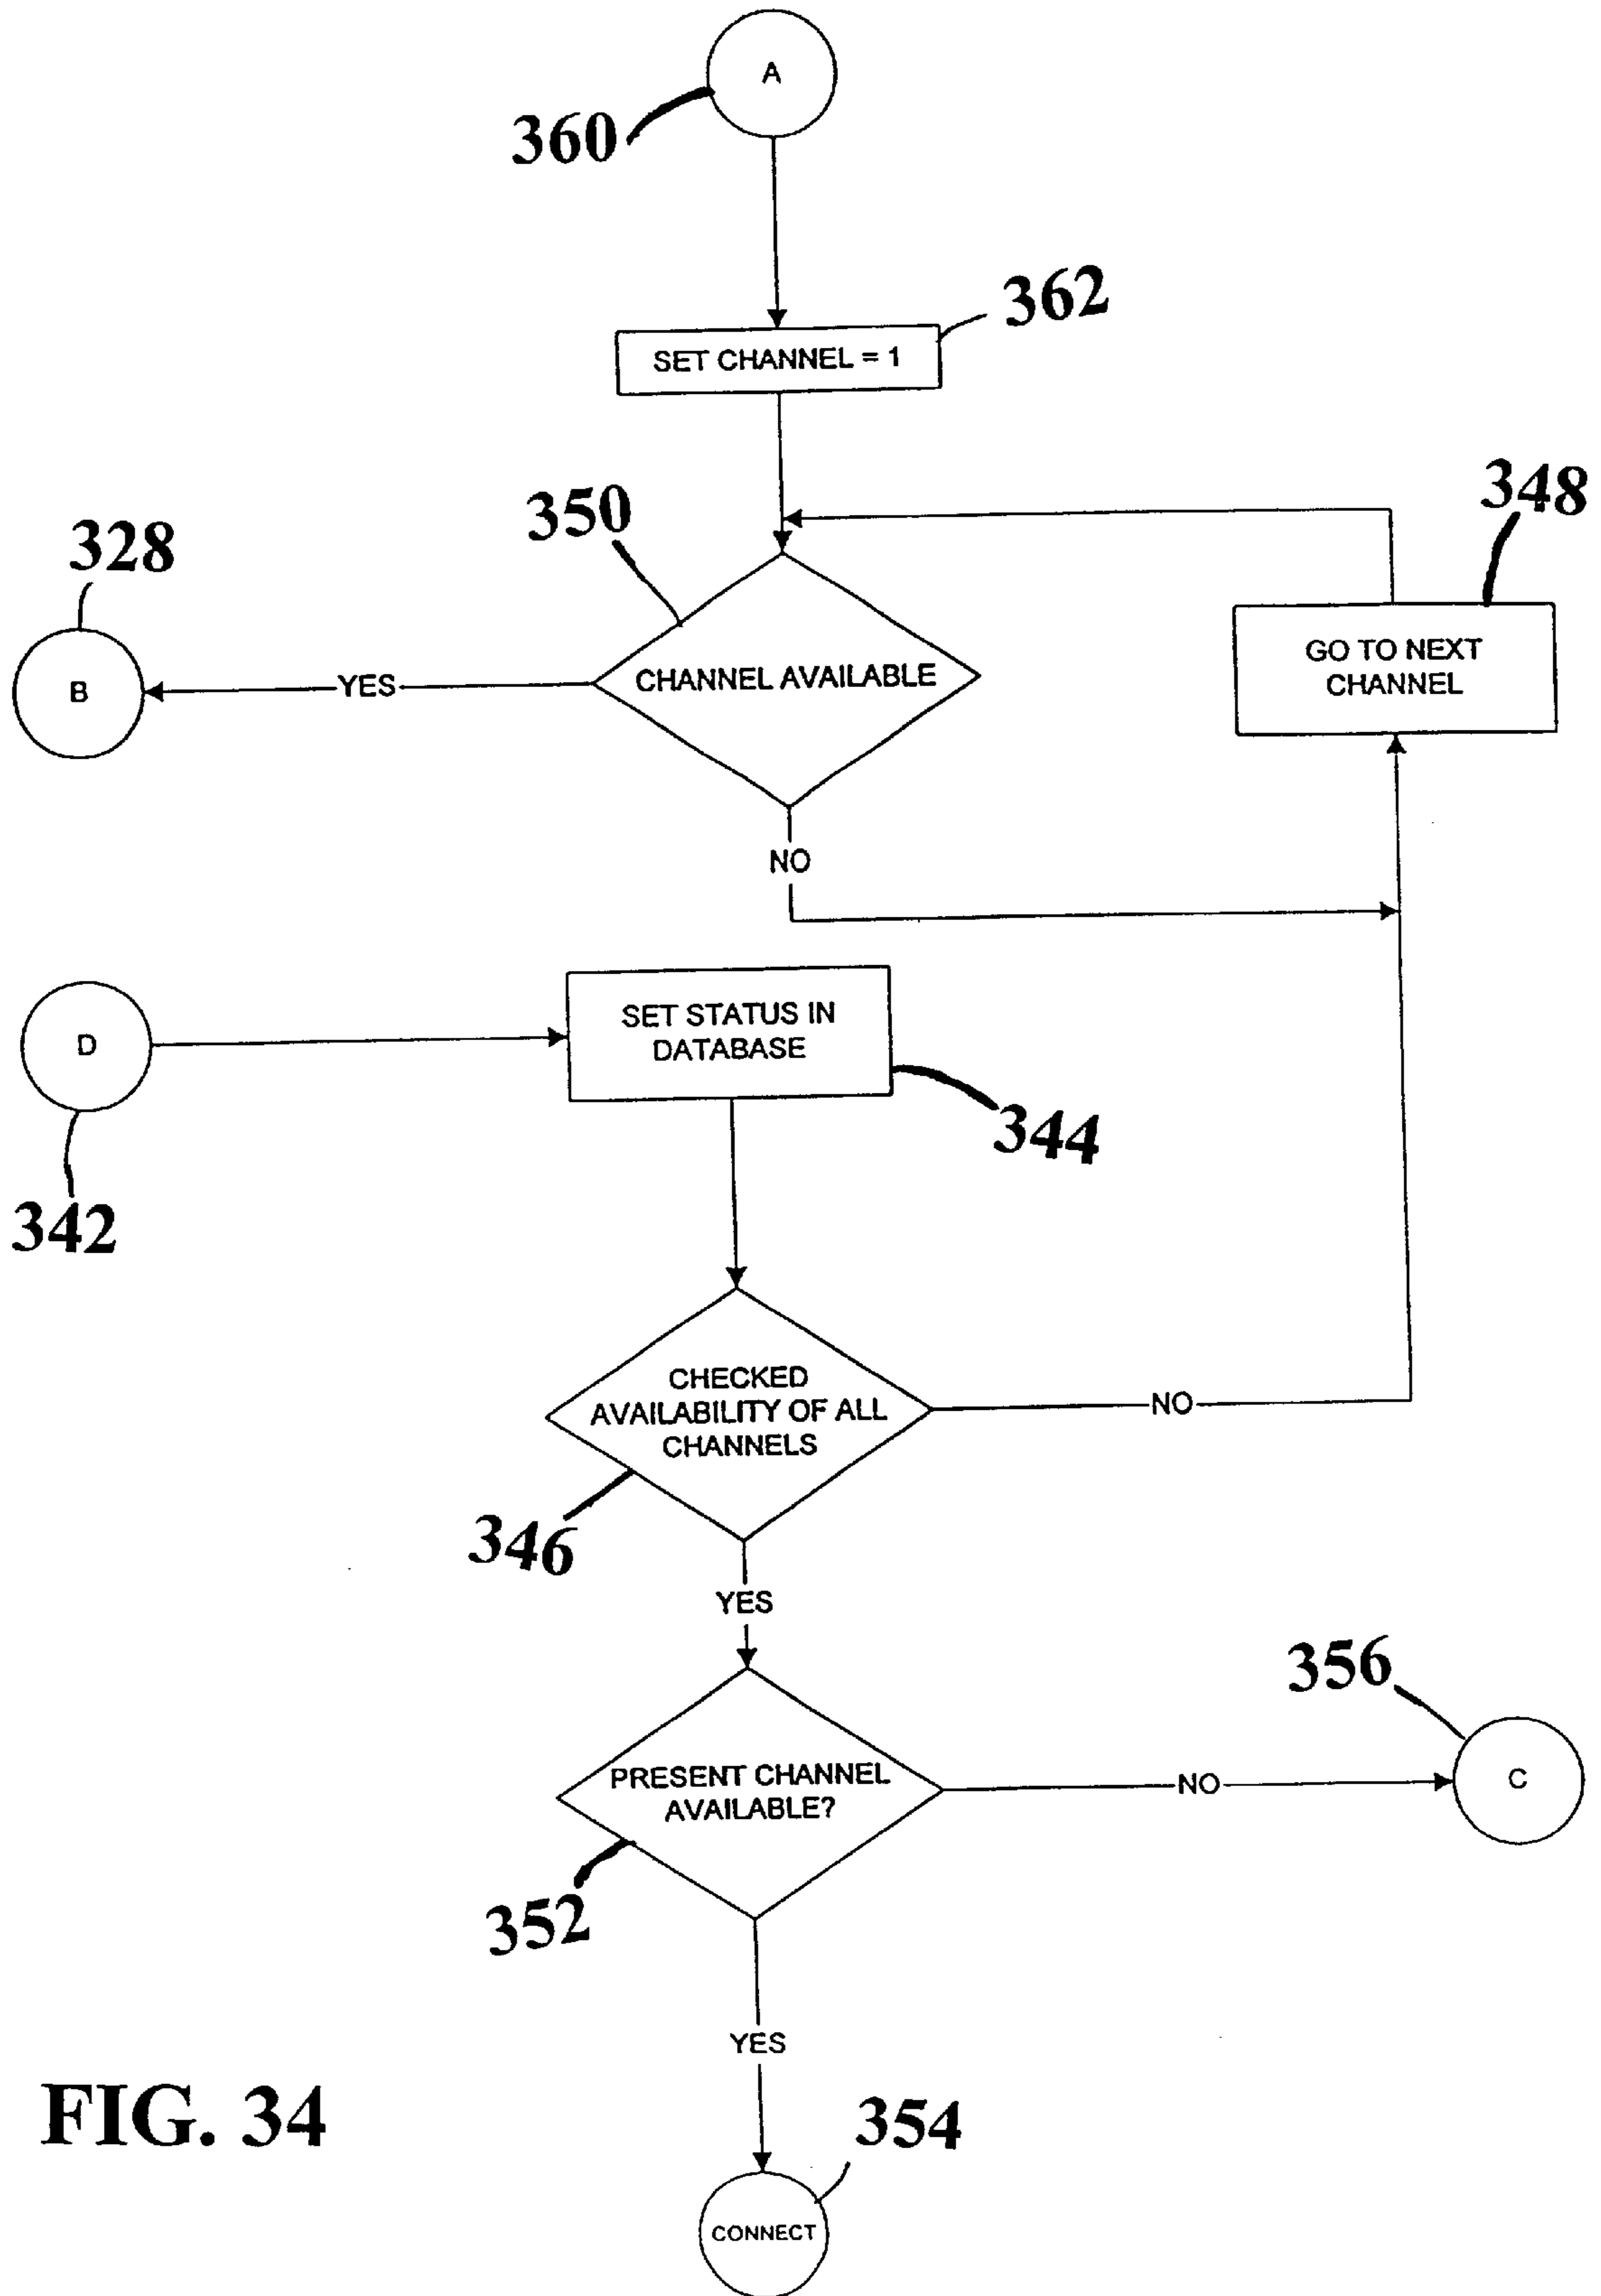 A
360
362
SET CHANNEL = 1
348
350
328
GO TO NEXT
CHANNEL
CHANNEL AVAILABLE
YES
B
NO
SET STATUS IN
DATABASE
D
344
342
CHECKED
AVAILABILITY OF ALL
CHANNELS
NO
346
YES
356
PRESENT CHANNEL
AVAILABLE?
NO
C
352
YES
FIG. 34
354
CONNECT